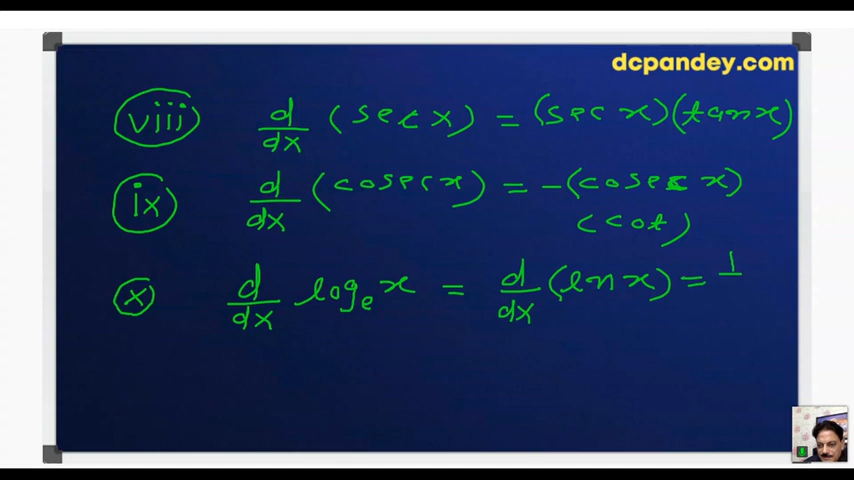 dcpandey.com
viii d/dx (sec x) = (sec x)(tan x)
ix d/dx (cosec x) = -(cosec x)
(cot)
x d/dx logₑ x = d/dx (ln x) = 1/